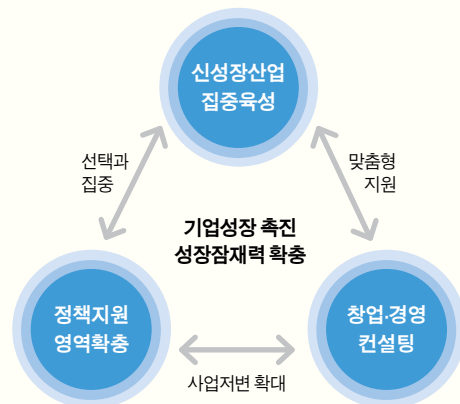 신성장산업
집중육성
선택과
집중
맞춤형
지원
기업성장 촉진
성장잠재력 확충
정책지원
영역확충
창업·경영
컨설팅
사업저변 확대